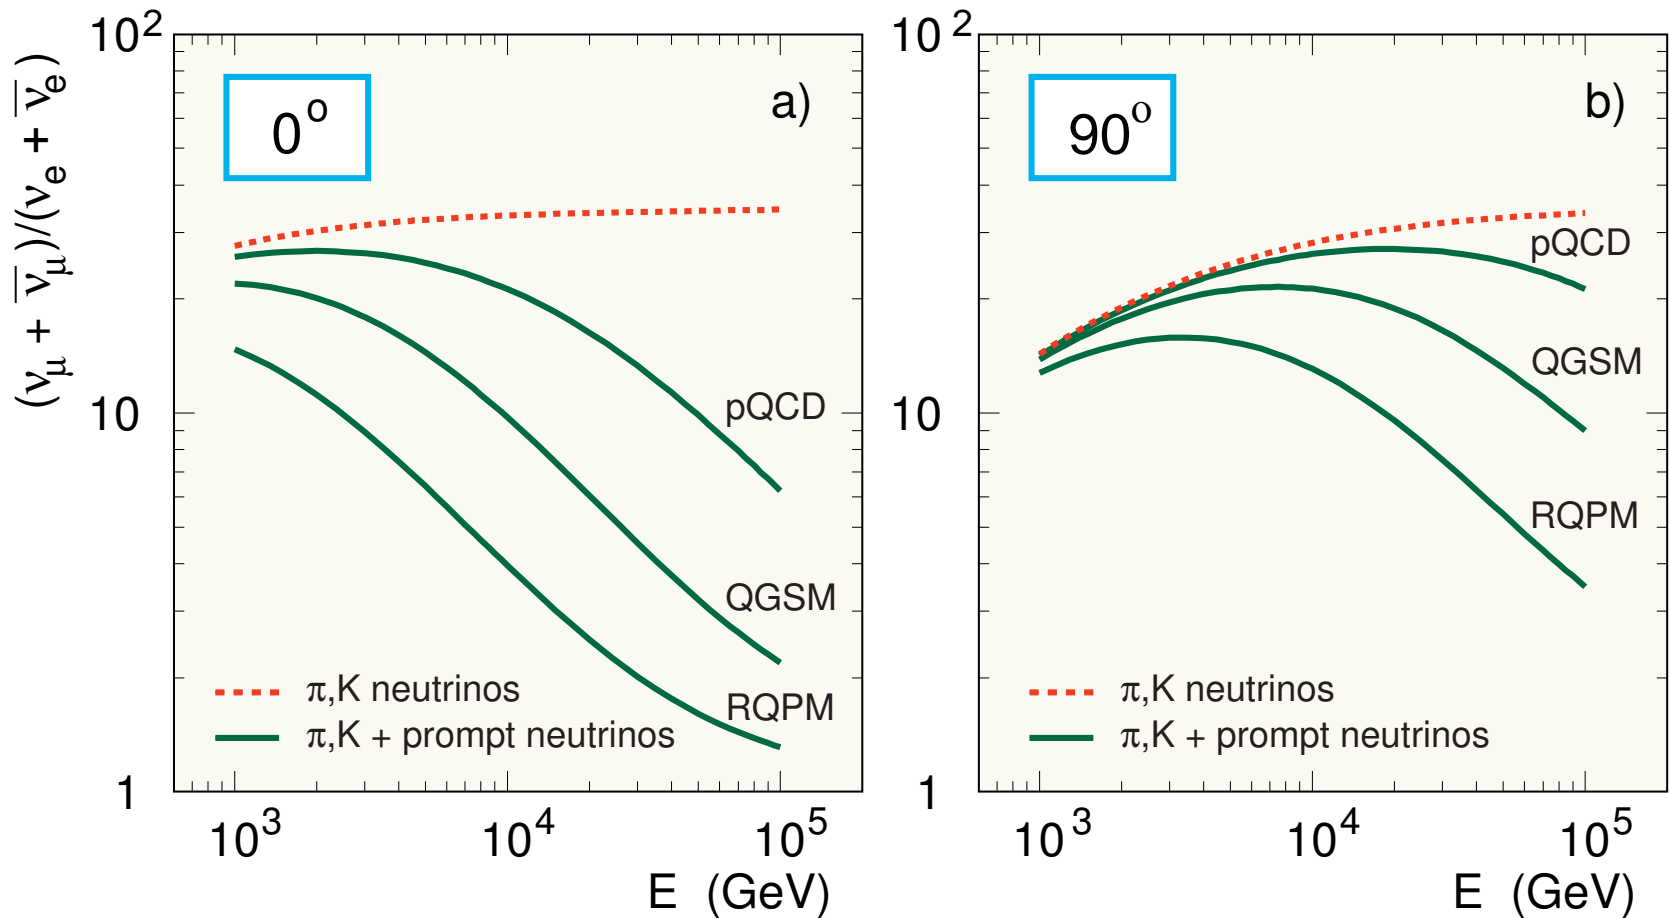 (ν_μ + ν̅_μ)/(ν_e + ν̅_e)
10²
10
1
0°
a)
pQCD
QGSM
RQPM
π,K neutrinos
π,K + prompt neutrinos
10³ 10⁴ 10⁵
E (GeV)
10²
10
1
90°
b)
pQCD
QGSM
RQPM
π,K neutrinos
π,K + prompt neutrinos
10³ 10⁴ 10⁵
E (GeV)